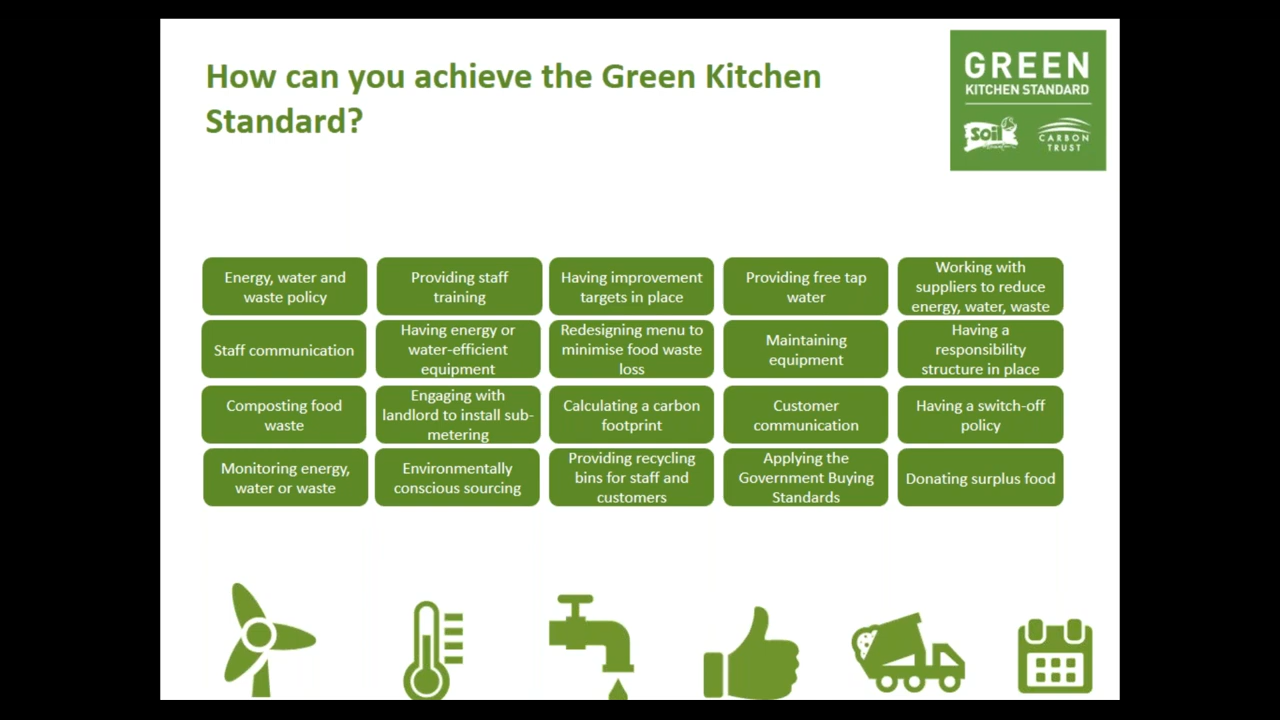 How can you achieve the Green Kitchen
Standard?
GREEN
KITCHEN STANDARD
Soil
CARBON
TRUST
Energy, water and
waste policy
Providing staff
training
Having improvement
targets in place
Providing free tap
water
Working with
suppliers to reduce
energy, water, waste
Staff communication
Having energy or
water-efficient
equipment
Redesigning menu to
minimise food waste
loss
Maintaining
equipment
Having a
responsibility
structure in place
Composting food
waste
Engaging with
landlord to install sub-
metering
Calculating a carbon
footprint
Customer
communication
Having a switch-off
policy
Monitoring energy,
water or waste
Environmentally
conscious sourcing
Providing recycling
bins for staff and
customers
Applying the
Government Buying
Standards
Donating surplus food